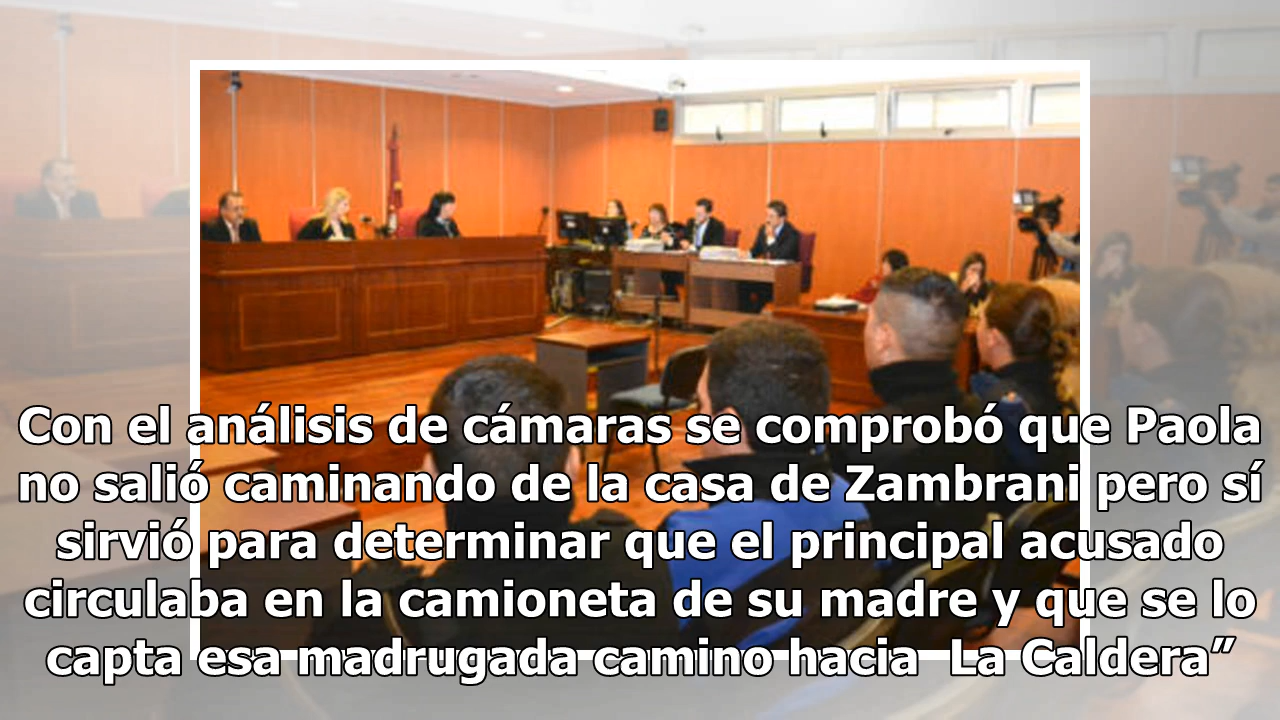 Con el análisis de cámaras se comprobó que Paola
no salió caminando de la casa de Zambrani pero sí
sirvió para determinar que el principal acusado
circulaba en la camioneta de su madre y que se lo
capta esa madrugada camino hacia La Caldera”